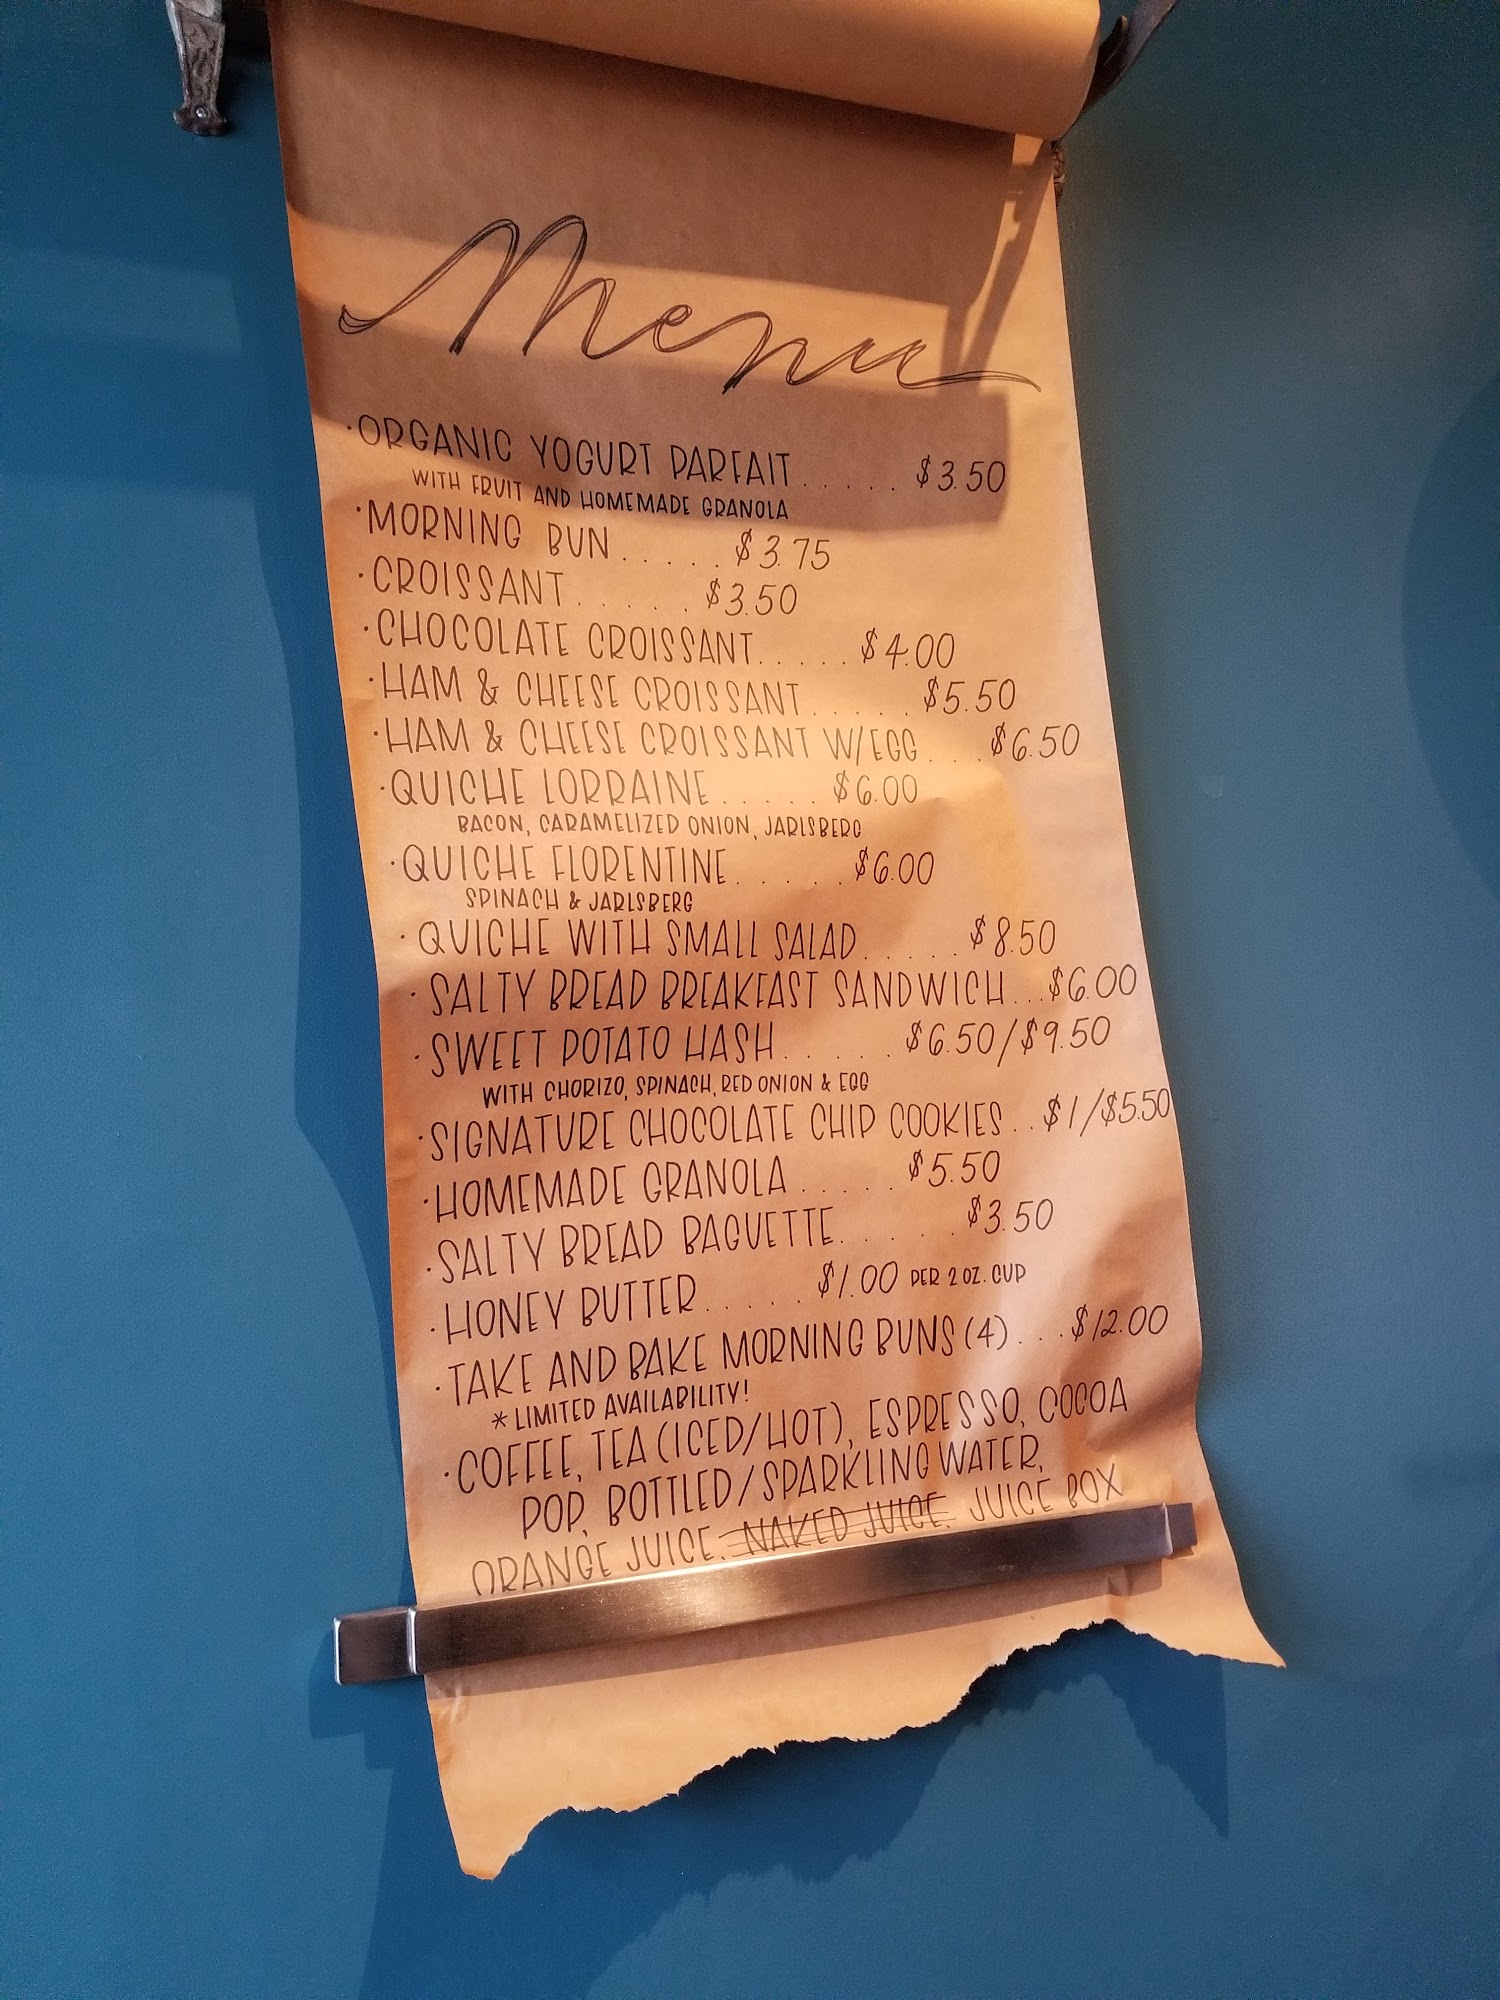 Menu
·ORGANIC YOGURT PARFAIT.....$3.50
WITH FRUIT AND HOMEMADE GRANOLA
·MORNING BUN.....$3.75
·CROISSANT.....$3.50
·CHOCOLATE CROISSANT.....$4.00
·HAM & CHEESE CROISSANT.....$5.50
·HAM & CHEESE CROISSANT W/EGG...$6.50
·QUICHE LORRAINE.....$6.00
BACON, CARAMELIZED ONION, JARLSBERG
·QUICHE FLORENTINE.....$6.00
SPINACH & JARLSBERG
·QUICHE WITH SMALL SALAD.....$8.50
·SALTY BREAD BREAKFAST SANDWICH...$6.00
·SWEET POTATO HASH.....$6.50/$9.50
WITH CHORIZO, SPINACH, RED ONION & EGG
·SIGNATURE CHOCOLATE CHIP COOKIES..$1/$5.50
·HOMEMADE GRANOLA.....$5.50
·SALTY BREAD BAGUETTE.....$3.50
·HONEY BUTTER.....$1.00 PER 2 OZ. CUP
·TAKE AND BAKE MORNING BUNS (4)...$12.00
*LIMITED AVAILABILITY!
·COFFEE, TEA (ICED/HOT), ESPRESSO, COCOA
POP, BOTTLED/SPARKLING WATER,
ORANGE JUICE, NAKED JUICE, JUICE BOX